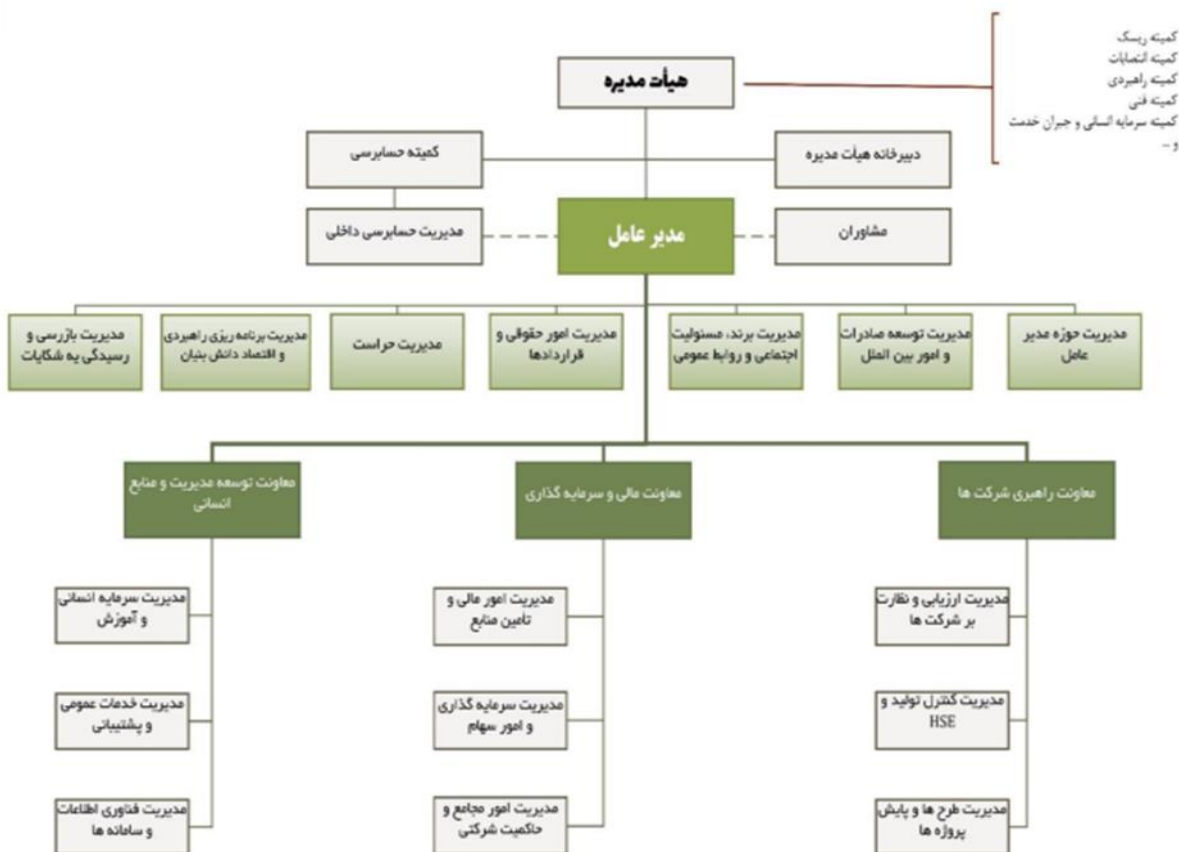 کمیته ریسک
کمیته انتصابات
کمیته راهبردی
کمیته فنی
کمیته سرمایه انسانی و جبران خدمت
و ...
هیأت مدیره
دبیرخانه هیأت مدیره
کمیته حسابرسی
مشاوران
مدیر عامل
مدیریت حسابرسی داخلی
مدیریت حوزه مدیر
عامل
مدیریت توسعه صادرات
و امور بین الملل
مدیریت برند، مسئولیت
اجتماعی و روابط عمومی
مدیریت امور حقوقی و
قراردادها
مدیریت حراست
مدیریت برنامه ریزی راهبردی
و اقتصاد دانش بنیان
مدیریت بازرسی و
رسیدگی به شکایات
معاونت راهبری شرکت ها
معاونت مالی و سرمایه گذاری
معاونت توسعه مدیریت و منابع
انسانی
مدیریت ارزیابی و نظارت
بر شرکت ها
مدیریت کنترل تولید و
HSE
مدیریت طرح ها و پایش
پروژه ها
مدیریت امور مالی و
تأمین منابع
مدیریت سرمایه گذاری
و امور سهام
مدیریت امور مجامع و
حاکمیت شرکتی
مدیریت سرمایه انسانی
و آموزش
مدیریت خدمات عمومی
و پشتیبانی
مدیریت فناوری اطلاعات
و سامانه ها